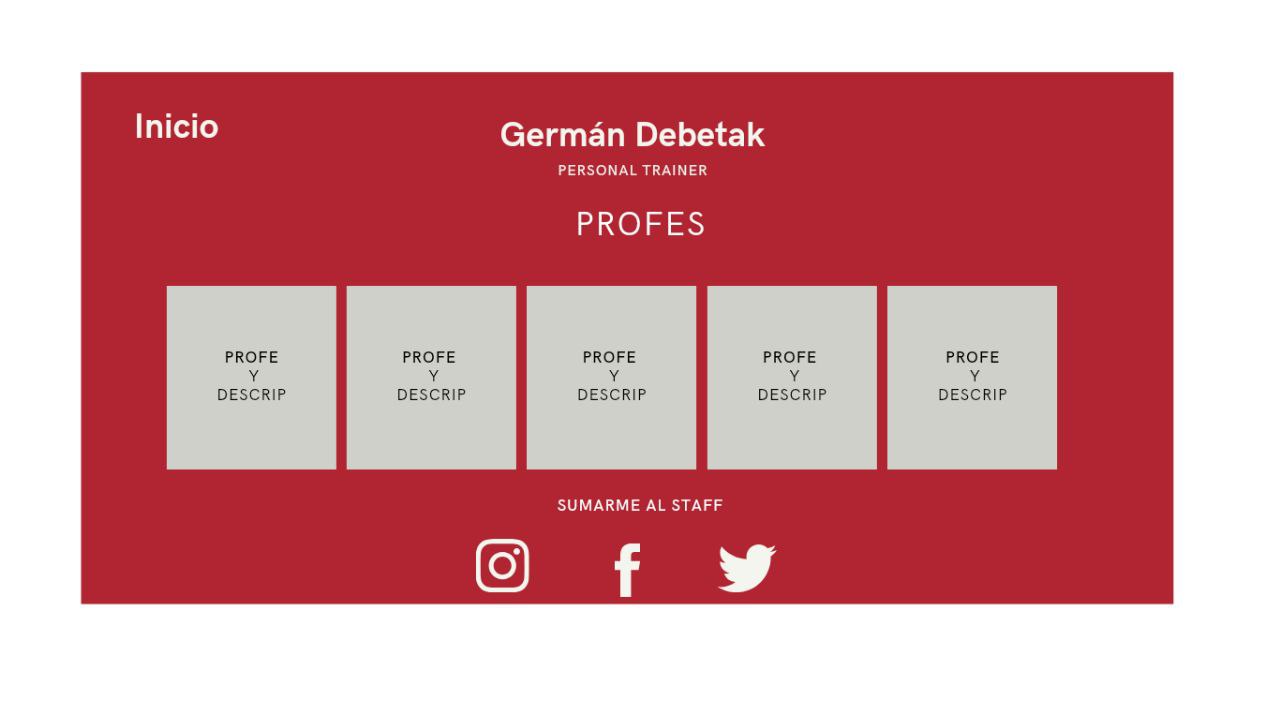 Inicio
Germán Debetak
PERSONAL TRAINER
PROFES
PROFE
Y
DESCRIP
PROFE
Y
DESCRIP
PROFE
Y
DESCRIP
PROFE
Y
DESCRIP
PROFE
Y
DESCRIP
SUMARME AL STAFF